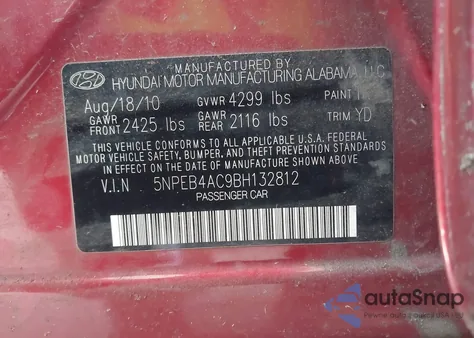 MANUFACTURED BY
HYUNDAI MOTOR MANUFACTURING ALABAMA, LLC
Aug/18/10 GVWR 4299 lbs PAINT
GAWR FRONT 2425 lbs GAWR REAR 2116 lbs TRIM YD
THIS VEHICLE CONFORMS TO ALL APPLICABLE U.S.A. FEDERAL
MOTOR VEHICLE SAFETY, BUMPER, AND THEFT PREVENTION STANDARDS
IN EFFECT ON THE DATE OF MANUFACTURE SHOWN ABOVE.
V.I.N 5NPEB4AC9BH132812
PASSENGER CAR
autoSnap